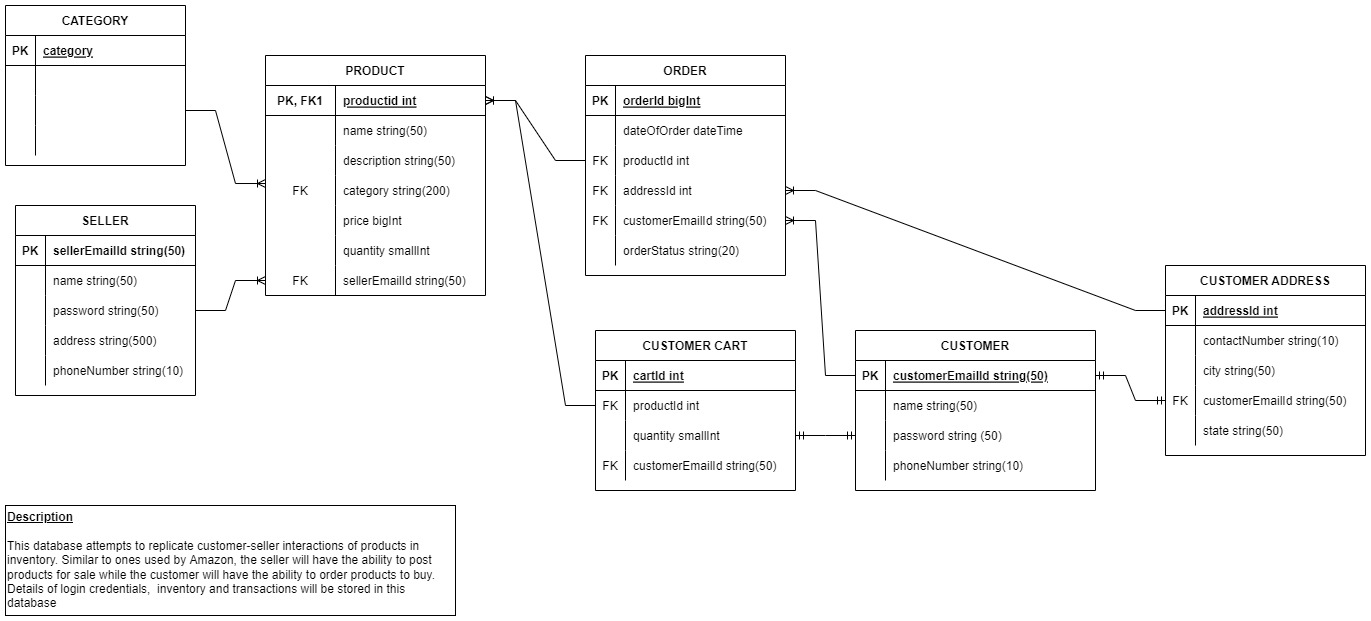 CATEGORY
PK category
PRODUCT
PK, FK1 productid int
name string(50)
description string(50)
FK category string(200)
price bigInt
quantity smallInt
FK sellerEmailId string(50)
ORDER
PK orderId bigInt
dateOfOrder dateTime
FK productId int
FK addressId int
FK customerEmailId string(50)
orderStatus string(20)
SELLER
PK sellerEmailId string(50)
name string(50)
password string(50)
address string(500)
phoneNumber string(10)
CUSTOMER CART
PK cartId int
FK productId int
quantity smallInt
FK customerEmailId string(50)
CUSTOMER
PK customerEmailId string(50)
name string(50)
password string (50)
phoneNumber string(10)
CUSTOMER ADDRESS
PK addressId int
contactNumber string(10)
city string(50)
FK customerEmailId string(50)
state string(50)
Description
This database attempts to replicate customer-seller interactions of products in
inventory. Similar to ones used by Amazon, the seller will have the ability to post
products for sale while the customer will have the ability to order products to buy.
Details of login credentials,  inventory and transactions will be stored in this
database